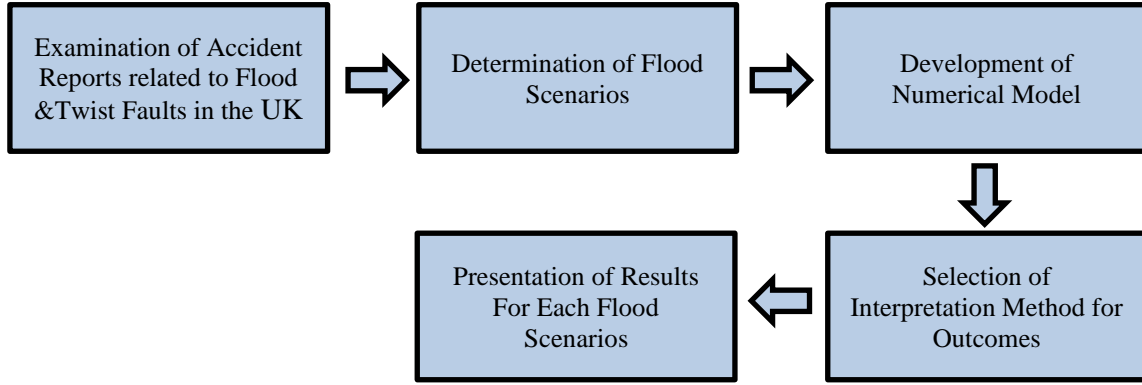 Examination of Accident
Reports related to Flood
&Twist Faults in the UK
Determination of Flood
Scenarios
Development of
Numerical Model
Selection of
Interpretation Method for
Outcomes
Presentation of Results
For Each Flood
Scenarios